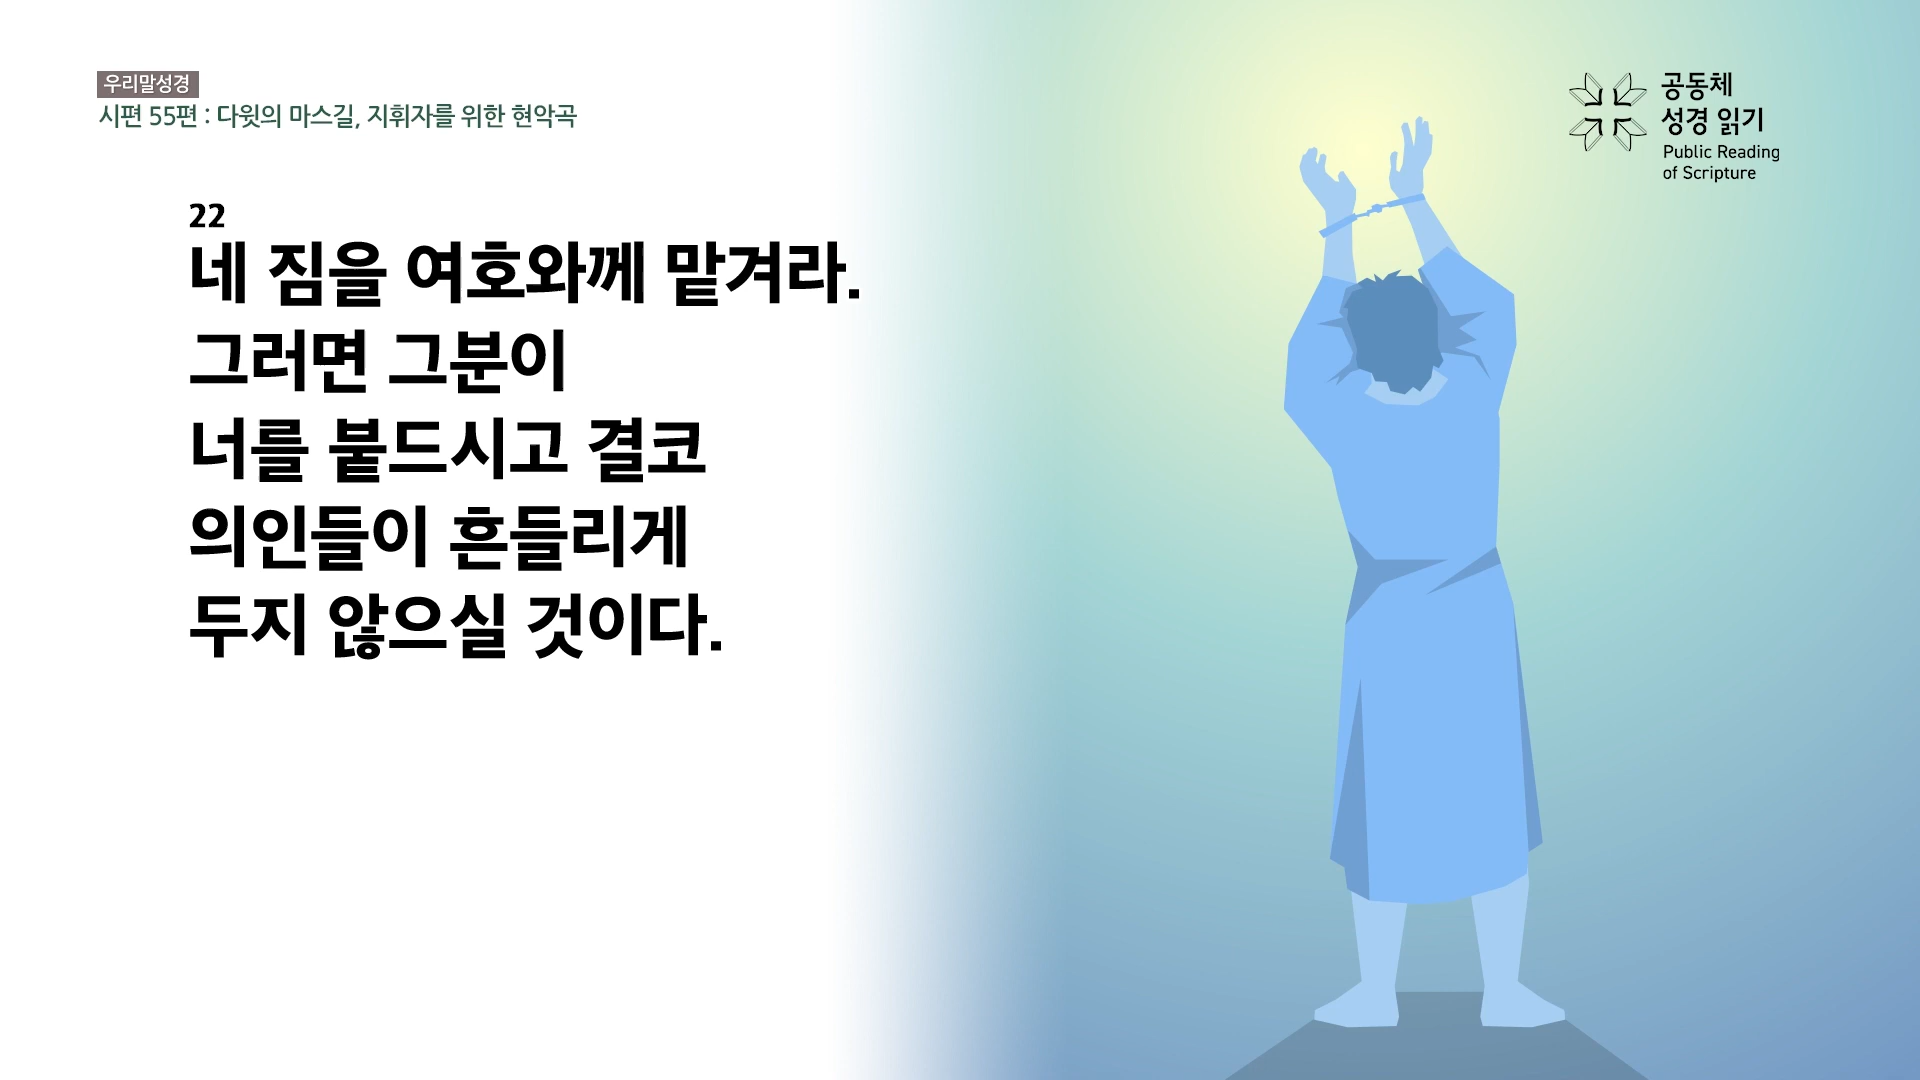 우리말성경
시편 55편 : 다윗의 마스길, 지휘자를 위한 현악곡
공동체
성경 읽기
Public Reading
of Scripture
22
네 짐을 여호와께 맡겨라.
그러면 그분이
너를 붙드시고 결코
의인들이 흔들리게
두지 않으실 것이다.